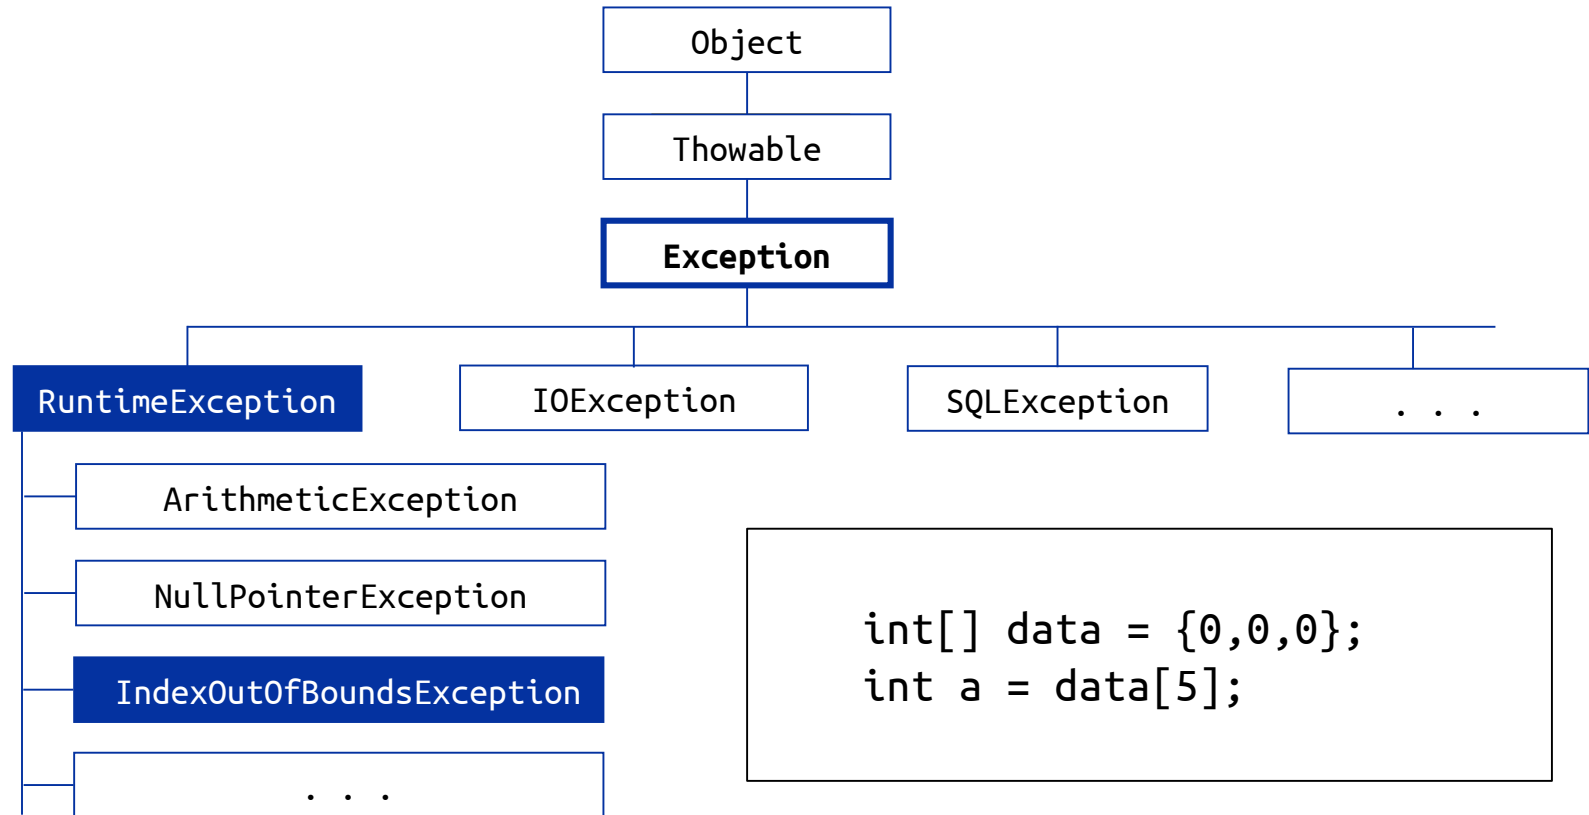 Object
Thowable
Exception
RuntimeException
IOException
SQLException
. . .
ArithmeticException
NullPointerException
IndexOutOfBoundsException
. . .
int[] data = {0,0,0};
int a = data[5];